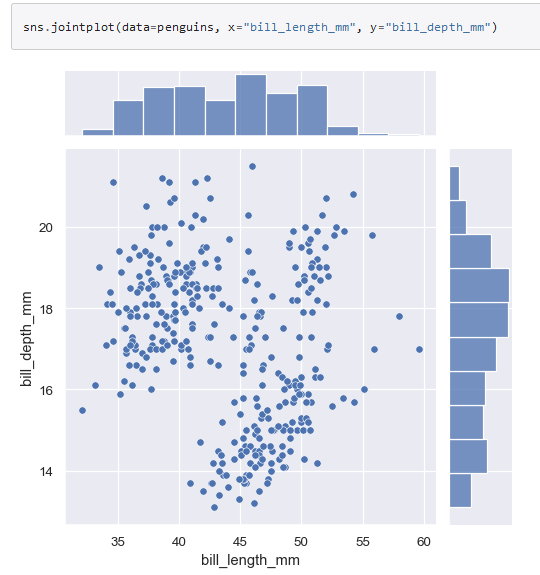 sns.jointplot(data=penguins, x="bill_length_mm", y="bill_depth_mm")
20
18
16
14
bill_depth_mm
35 40 45 50 55 60
bill_length_mm